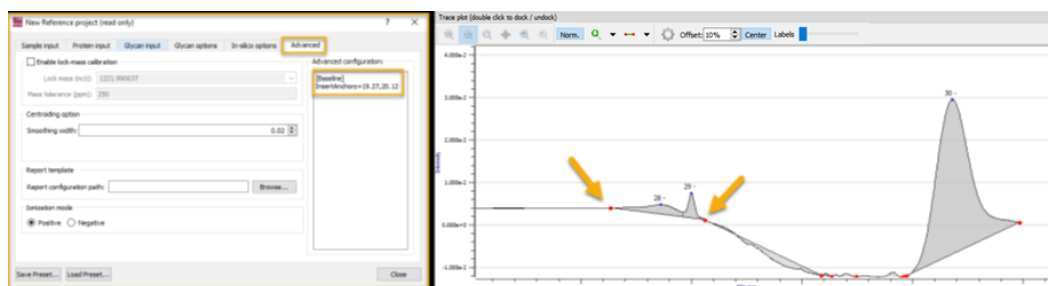 New Reference project (read only)
? X
Sample input Protein input Glycan input Glycan options In-silico options Advanced
Enable lock-mass calibration
Lock mass (m/z): 1221.990637
Mass tolerance (ppm): 250
Centroiding option
Smoothing width: 0.02
Report template
Report configuration path: Browse...
Ionization mode
Positive Negative
Advanced configuration:
[Baseline]
InsertAnchors=19.27,20.12
Save Preset... Load Preset... Close
Trace plot (double click to dock / undock)
Norm. Offset: 10% Center Labels
4.000e-2
30 -
2.000e-2
1.000e-2
29 -
28 -
0.000e+0
-1.000e-2
Intensity